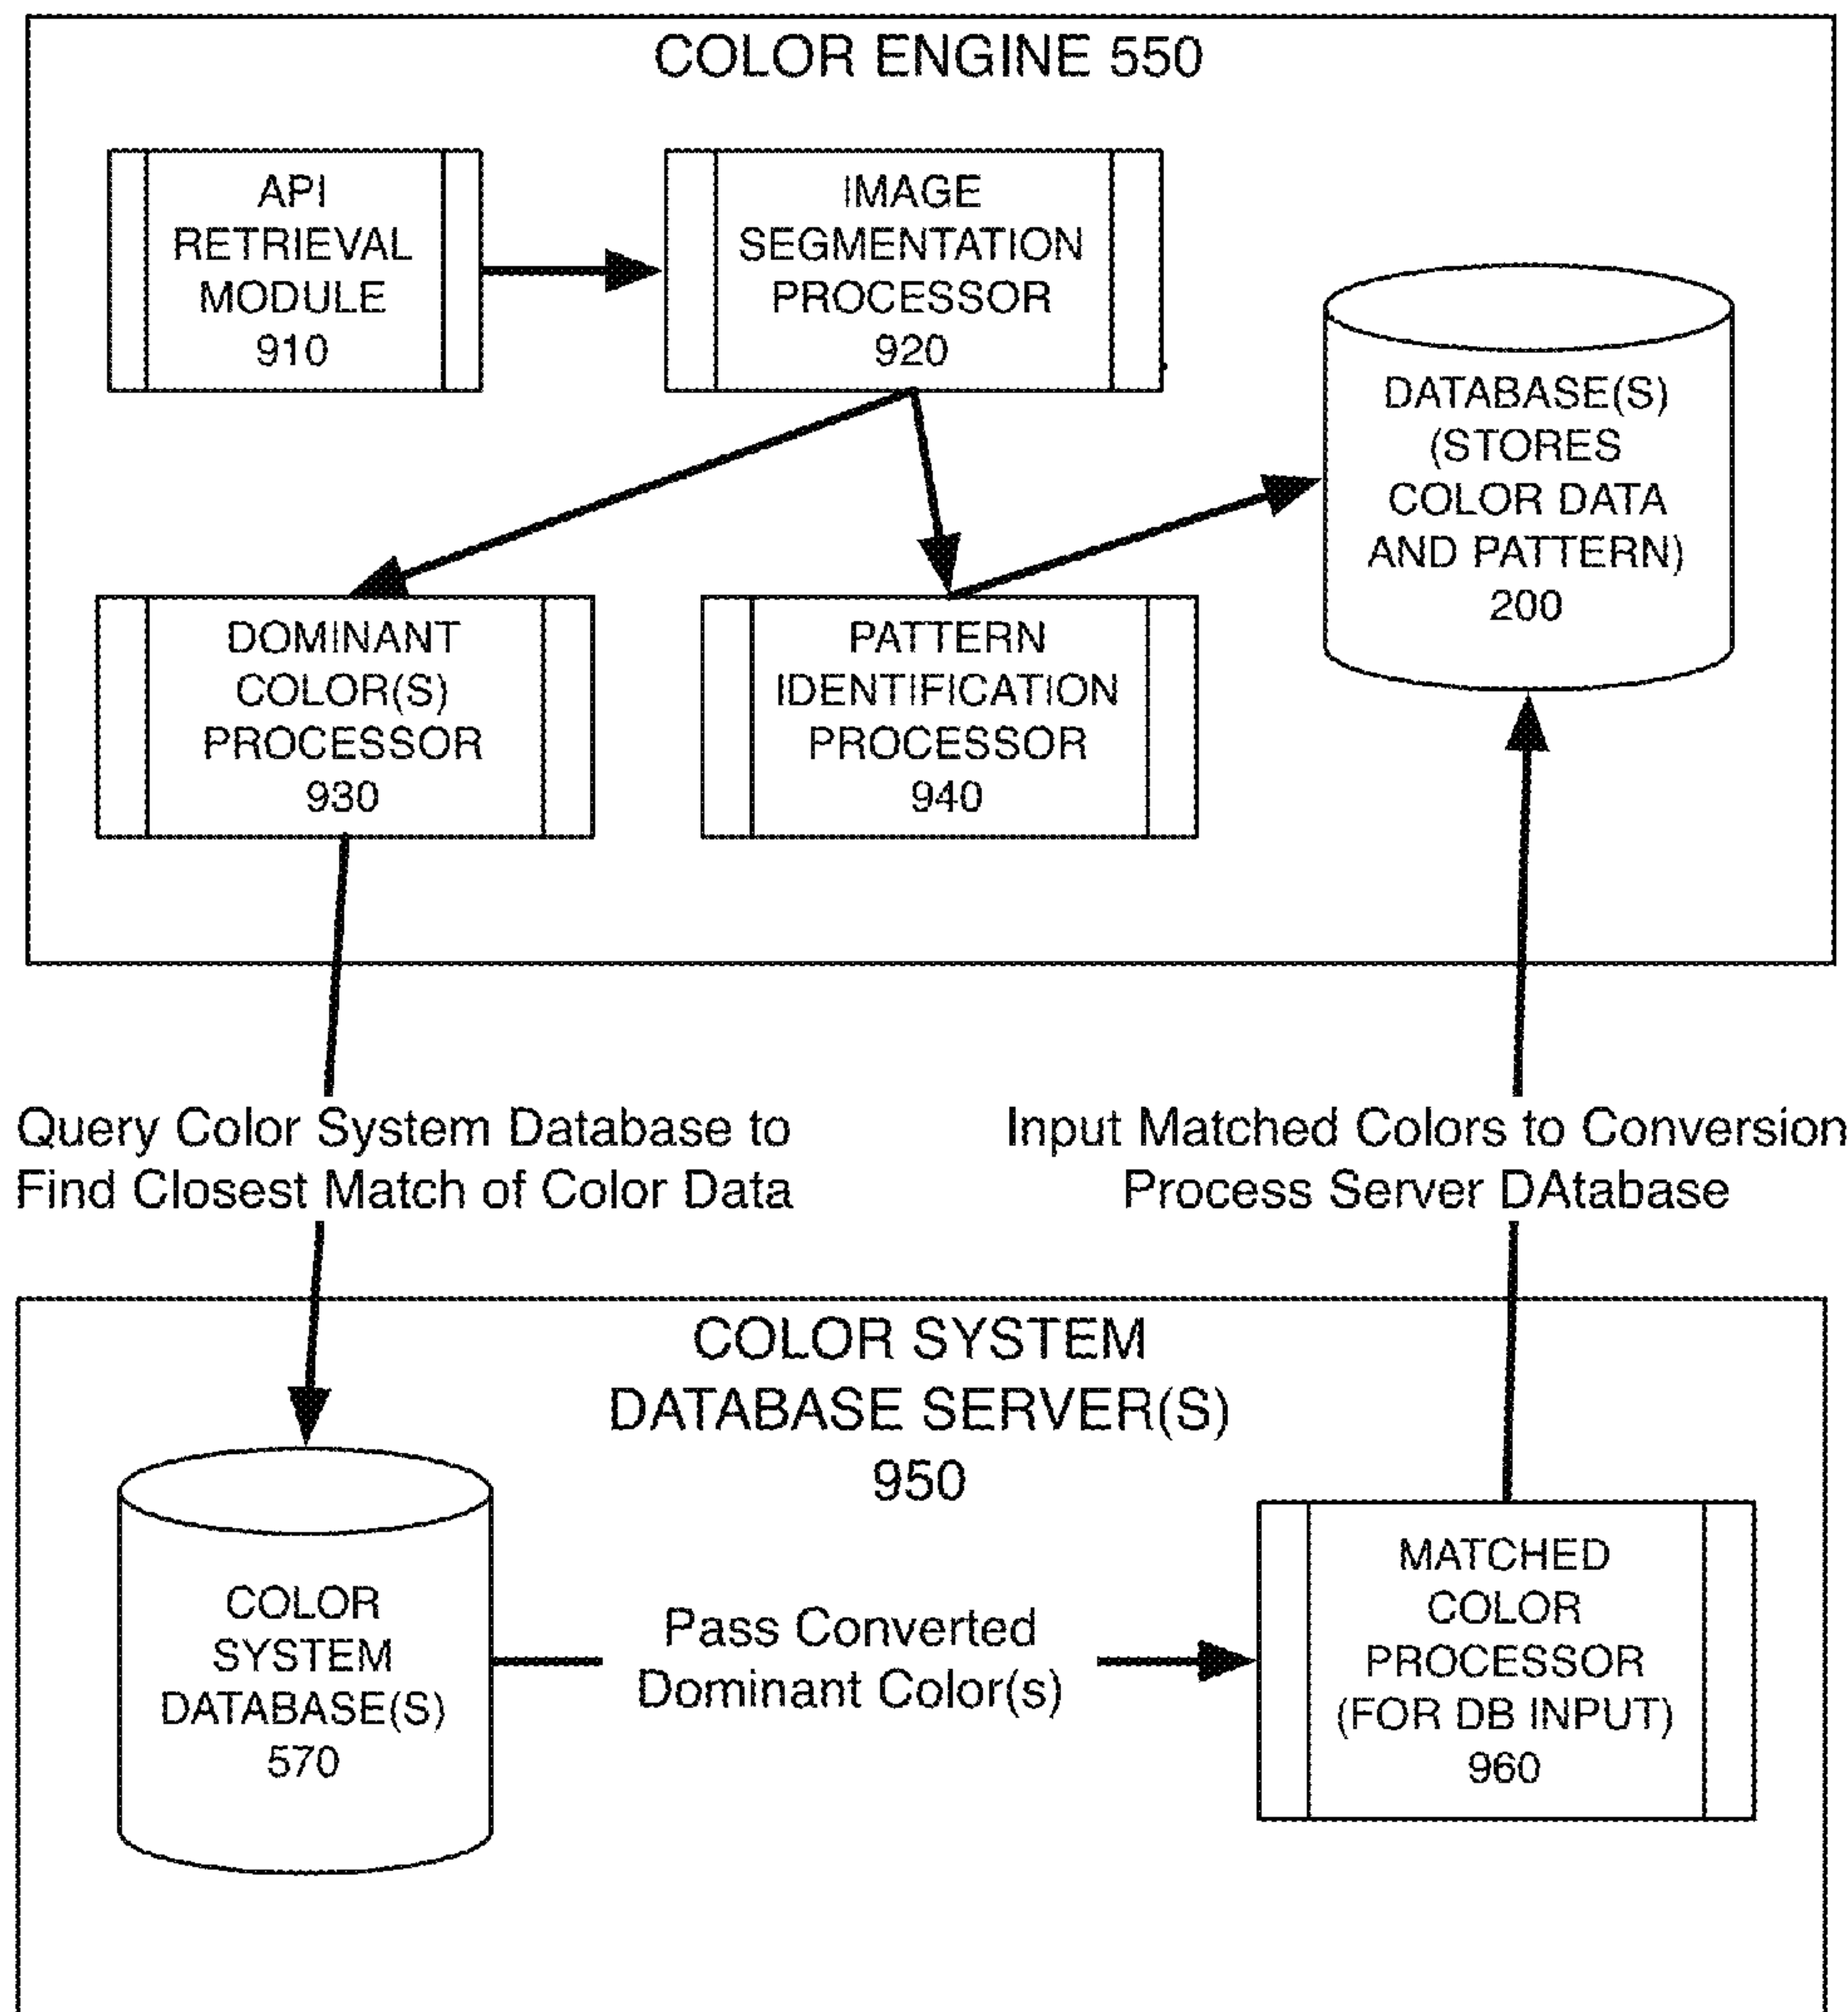 COLOR ENGINE 550
API
RETRIEVAL
MODULE
910
IMAGE
SEGMENTATION
PROCESSOR
920
DATABASE(S)
(STORES
COLOR DATA
AND PATTERN)
200
DOMINANT
COLOR(S)
PROCESSOR
930
PATTERN
IDENTIFICATION
PROCESSOR
940
Query Color System Database to
Find Closest Match of Color Data
Input Matched Colors to Conversion
Process Server DAtabase
COLOR SYSTEM
DATABASE SERVER(S)
950
COLOR
SYSTEM
DATABASE(S)
570
Pass Converted
Dominant Color(s)
MATCHED
COLOR
PROCESSOR
(FOR DB INPUT)
960